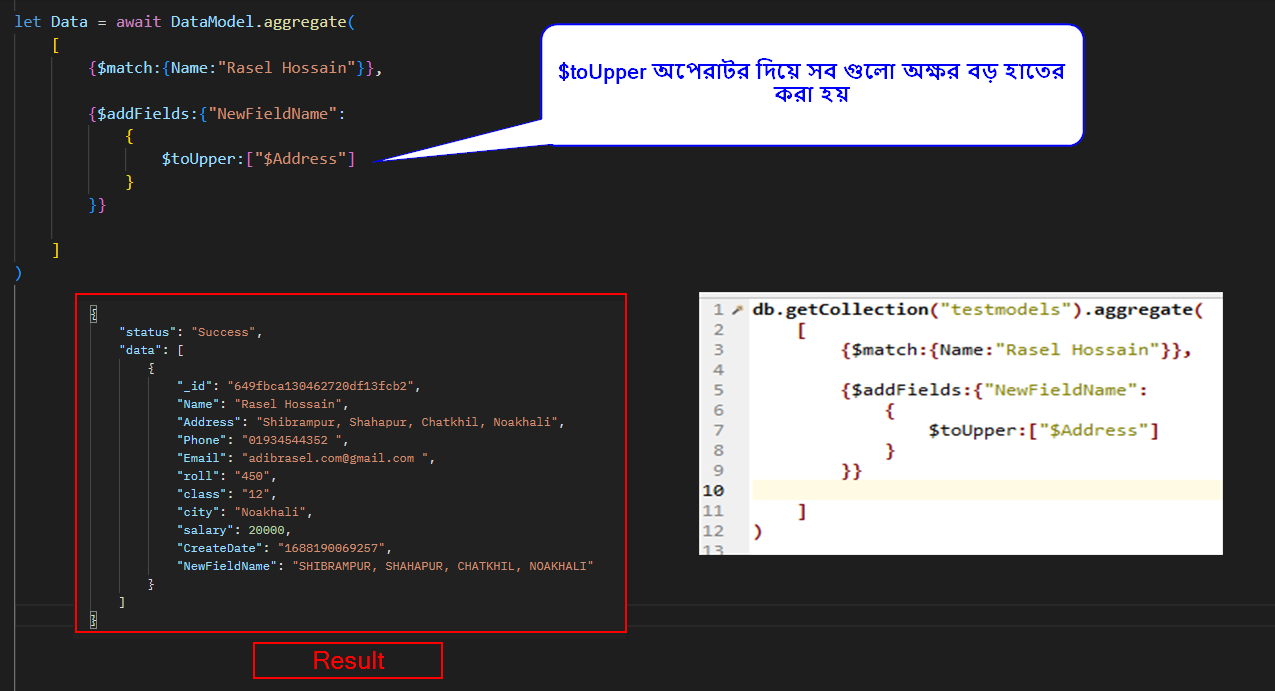 let Data = await DataModel.aggregate(
[
{$match:{Name:"Rasel Hossain"}},
{$addFields:{"NewFieldName":
{
$toUpper:["$Address"]
}
}}
]
)
$toUpper অপেরাটর দিয়ে সব গুলো অক্ষর বড় হাতের
করা হয়
{
"status": "Success",
"data": [
{
"_id": "649fbca130462720df13fcb2",
"Name": "Rasel Hossain",
"Address": "Shibrampur, Shahapur, Chatkhil, Noakhali",
"Phone": "01934544352 ",
"Email": "adibrasel.com@gmail.com ",
"roll": "450",
"class": "12",
"city": "Noakhali",
"salary": 20000,
"CreateDate": "1688190069257",
"NewFieldName": "SHIBRAMPUR, SHAHAPUR, CHATKHIL, NOAKHALI"
}
]
}
Result
1 db.getCollection("testmodels").aggregate(
2 [
3 {$match:{Name:"Rasel Hossain"}},
4
5 {$addFields:{"NewFieldName":
6 {
7 $toUpper:["$Address"]
8 }
9 }}
10
11 ]
12 )
13